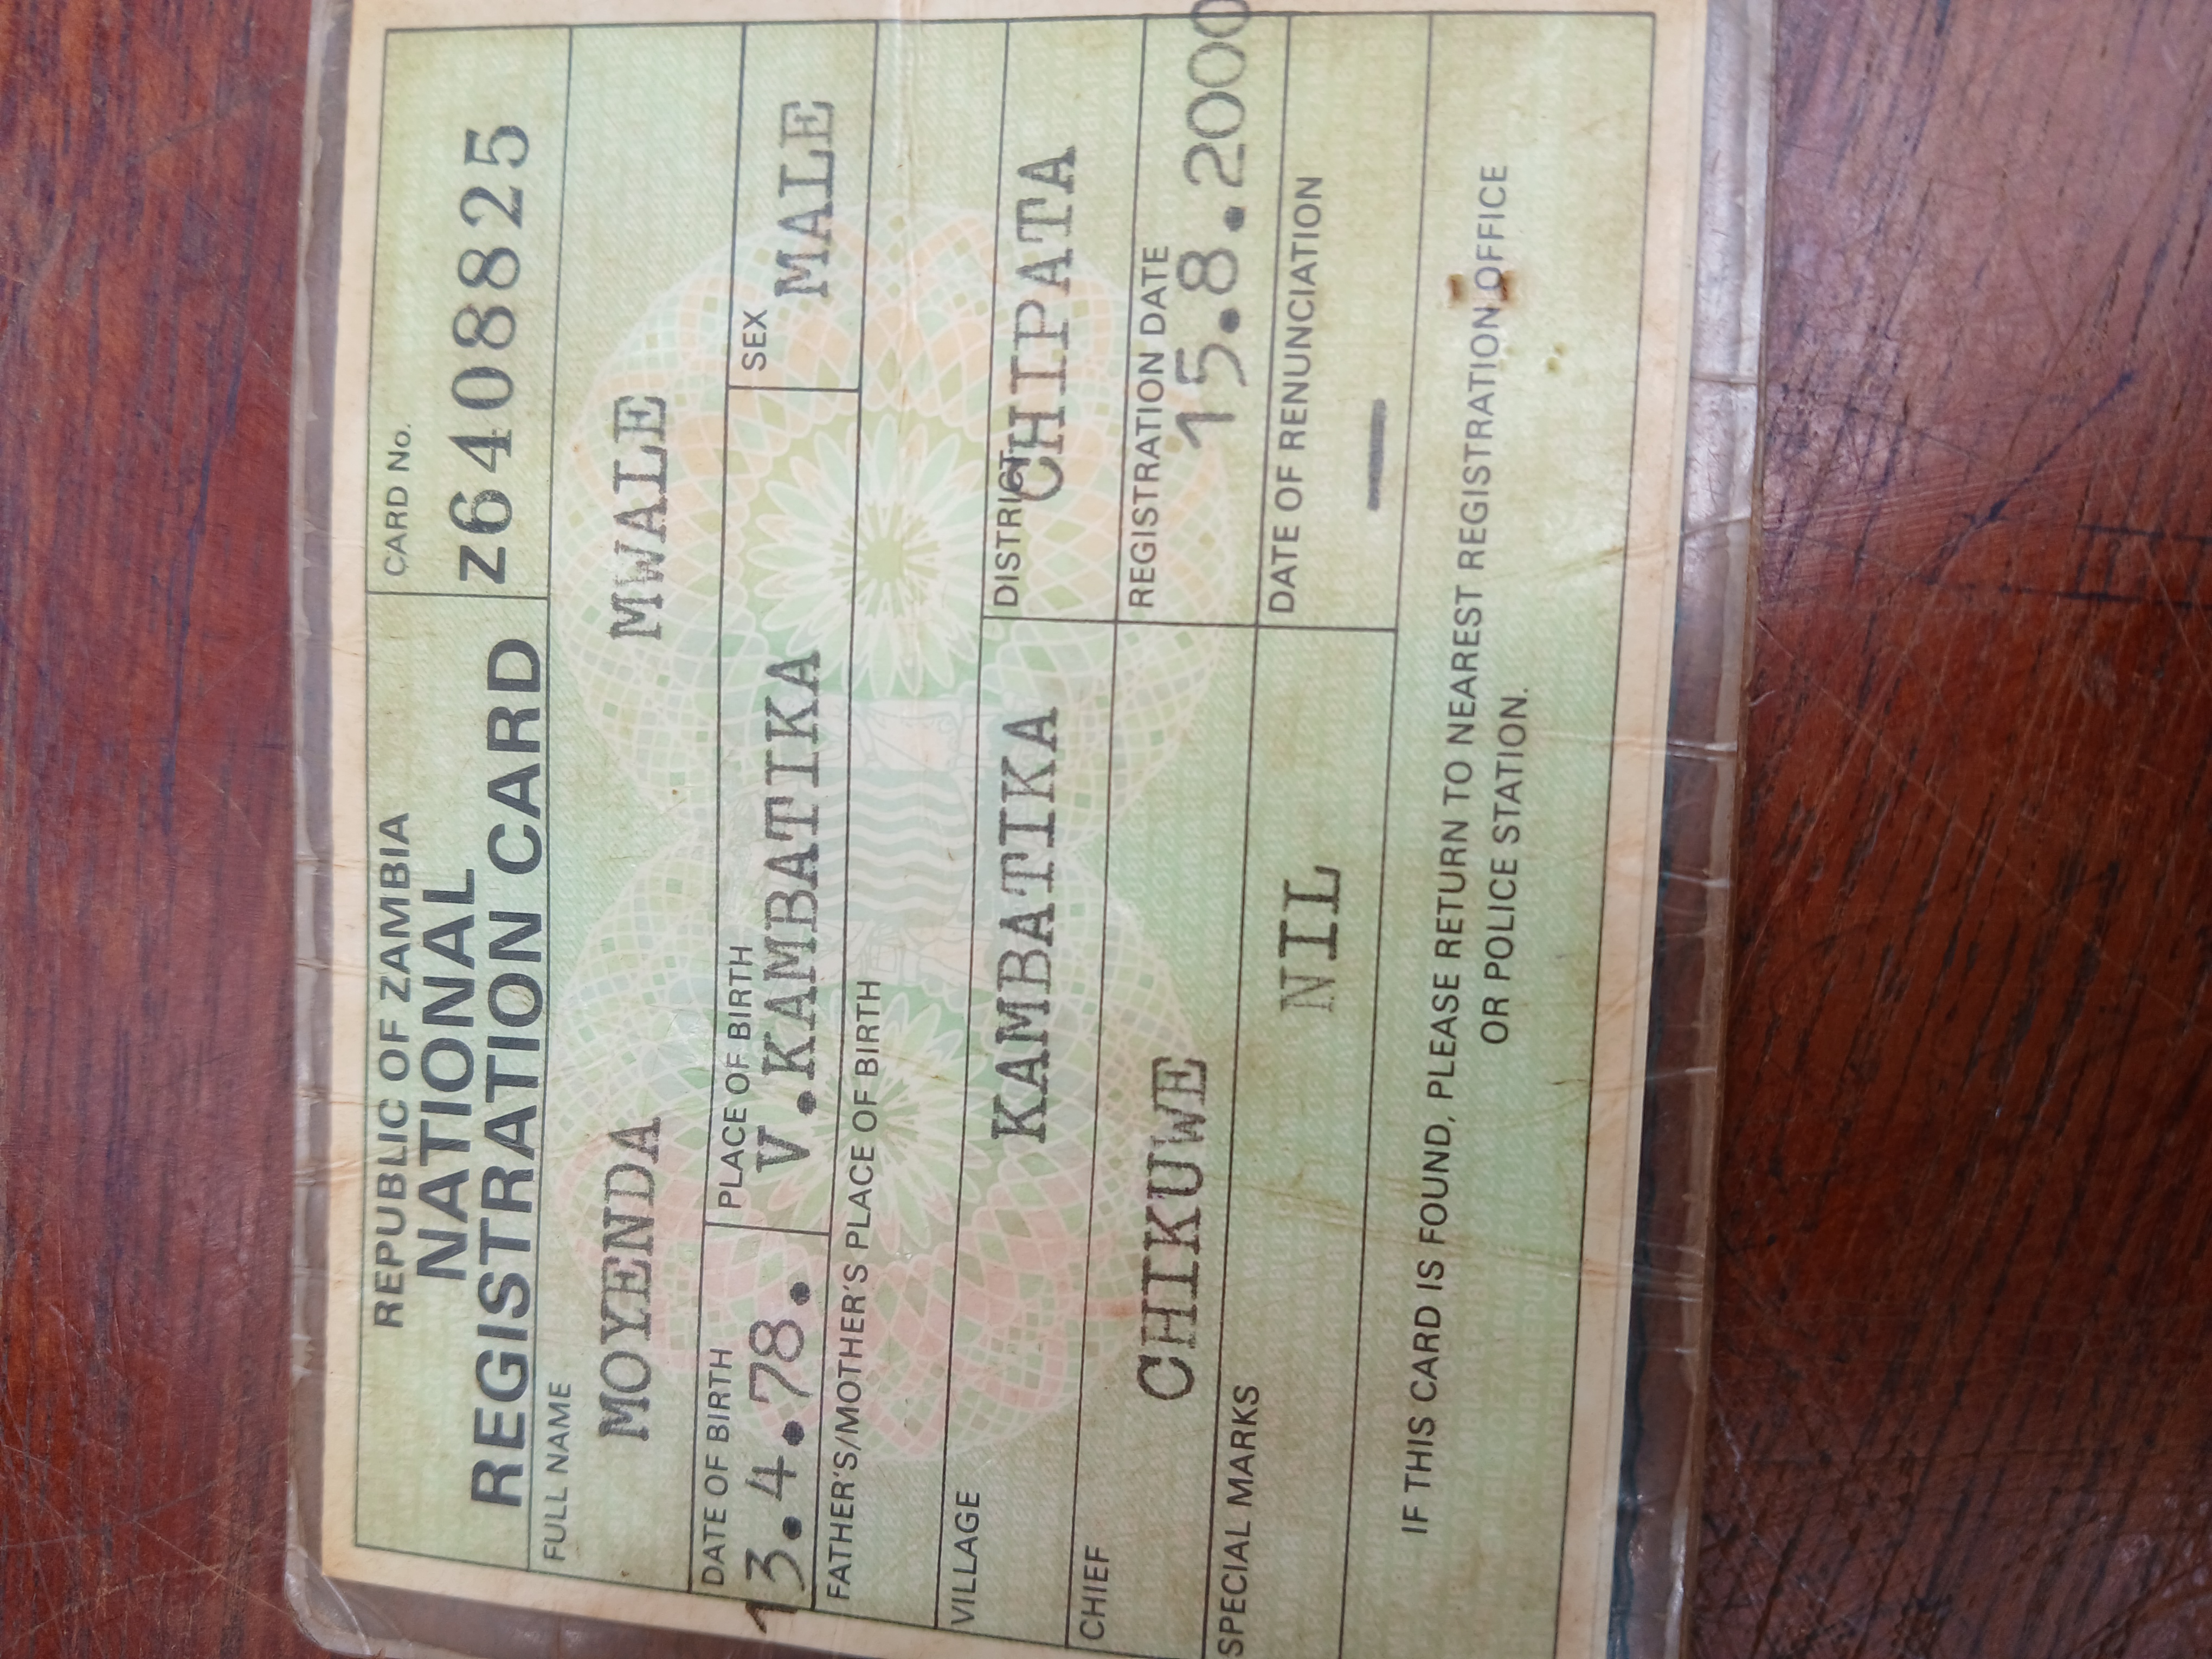 REPUBLIC OF ZAMBIA
NATIONAL
REGISTRATION CARD
CARD No.
Z6408825
FULL NAME
MOYENDA MWALE
DATE OF BIRTH
13.4.78.
PLACE OF BIRTH
V.KAMBATIKA
SEX
MALE
FATHER'S/MOTHER'S PLACE OF BIRTH
VILLAGE
KAMBATIKA
DISTRICT
CHIPATA
CHIEF
CHIKUWE
REGISTRATION DATE
15.8.2000
SPECIAL MARKS
NIL
DATE OF RENUNCIATION
—
IF THIS CARD IS FOUND, PLEASE RETURN TO NEAREST REGISTRATION OFFICE
OR POLICE STATION.